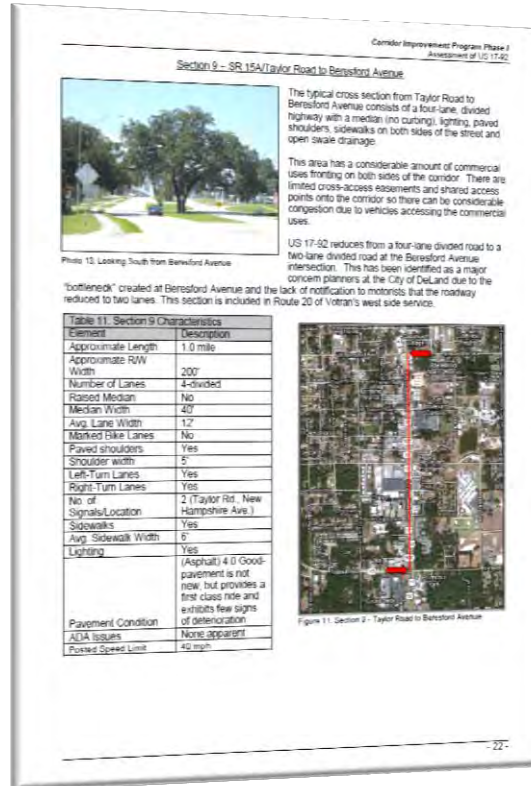 Corridor Improvement Program Phase I
Assessment of US 17-92
Section 9 – SR 15A/Taylor Road to Beresford Avenue
The typical cross section from Taylor Road to
Beresford Avenue consists of a four-lane, divided
highway with a median (no curbing), lighting, paved
shoulders, sidewalks on both sides of the street and
open swale drainage.
This area has a considerable amount of commercial
uses fronting on both sides of the corridor. There are
limited cross-access easements and shared access
points onto the corridor so there can be considerable
congestion due to vehicles accessing the commercial
uses.
Photo 13. Looking South from Beresford Avenue
US 17-92 reduces from a four-lane divided road to a
two-lane divided road at the Beresford Avenue
intersection. This has been identified as a major
concern planners at the City of DeLand due to the
"bottleneck" created at Beresford Avenue and the lack of notification to motorists that the roadway
reduced to two lanes. This section is included in Route 20 of Votran's west side service.
Table 11. Section 9 Characteristics
Element Description
Approximate Length 1.0 mile
Approximate R/W
Width 200'
Number of Lanes 4-divided
Raised Median No
Median Width 40'
Avg. Lane Width 12'
Marked Bike Lanes No
Paved shoulders Yes
Shoulder width 5'
Left-Turn Lanes Yes
Right-Turn Lanes Yes
No. of 2 (Taylor Rd., New
Signals/Location Hampshire Ave.)
Sidewalks Yes
Avg. Sidewalk Width 6'
Lighting Yes
(Asphalt) 4.0 Good-
pavement is not
new, but provides a
first class ride and
exhibits few signs
Pavement Condition of deterioration
ADA Issues None apparent
Posted Speed Limit 40 mph
Figure 11. Section 9 - Taylor Road to Beresford Avenue
- 22 -